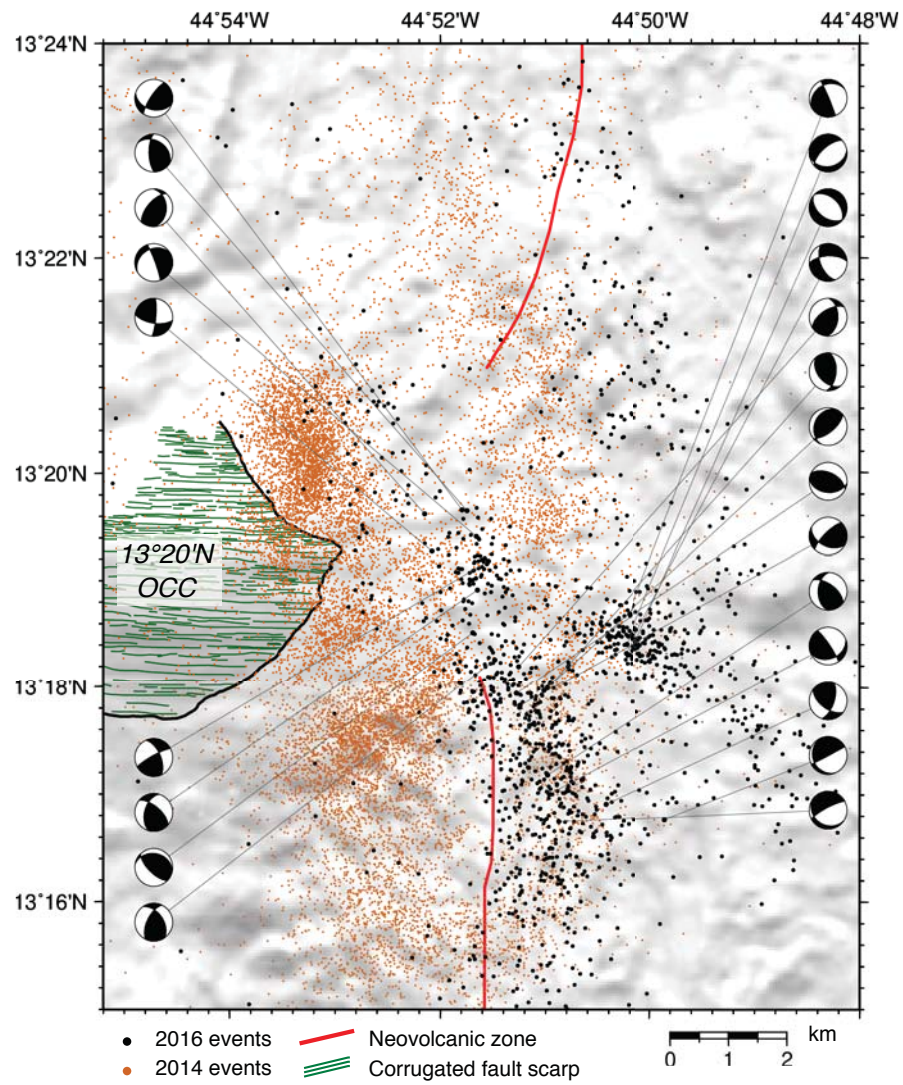 44˚54'W 44˚52'W 44˚50'W 44˚48'W
13˚24'N
13˚22'N
13˚20'N
13°20'N
OCC
13˚18'N
13˚16'N
2016 events Neovolcanic zone km
2014 events Corrugated fault scarp 0 1 2